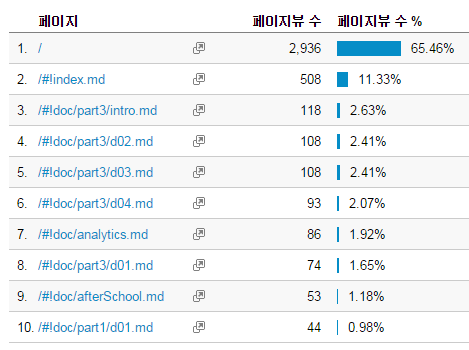 페이지 페이지뷰 수 페이지뷰 수 %
1. / 2,936 65.46%
2. /#!index.md 508 11.33%
3. /#!doc/part3/intro.md 118 2.63%
4. /#!doc/part3/d02.md 108 2.41%
5. /#!doc/part3/d03.md 108 2.41%
6. /#!doc/part3/d04.md 93 2.07%
7. /#!doc/analytics.md 86 1.92%
8. /#!doc/part3/d01.md 74 1.65%
9. /#!doc/afterSchool.md 53 1.18%
10. /#!doc/part1/d01.md 44 0.98%